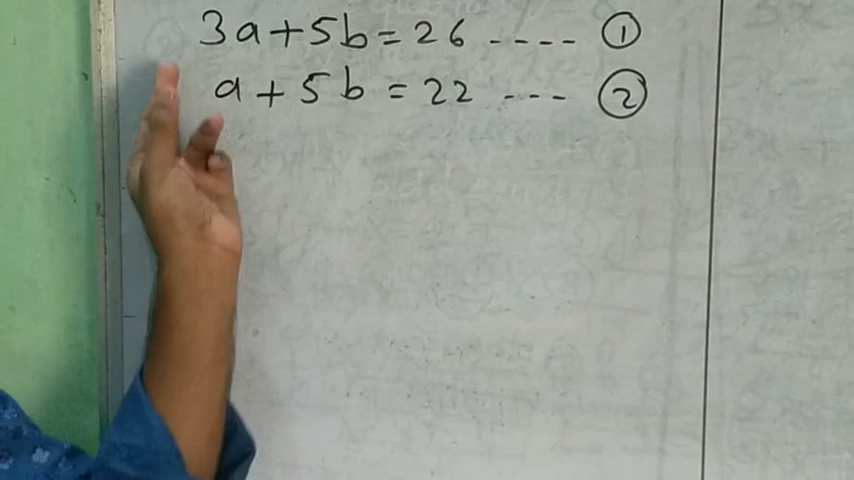 3a+5b=26 ---- ①
a+5b=22 --- ②